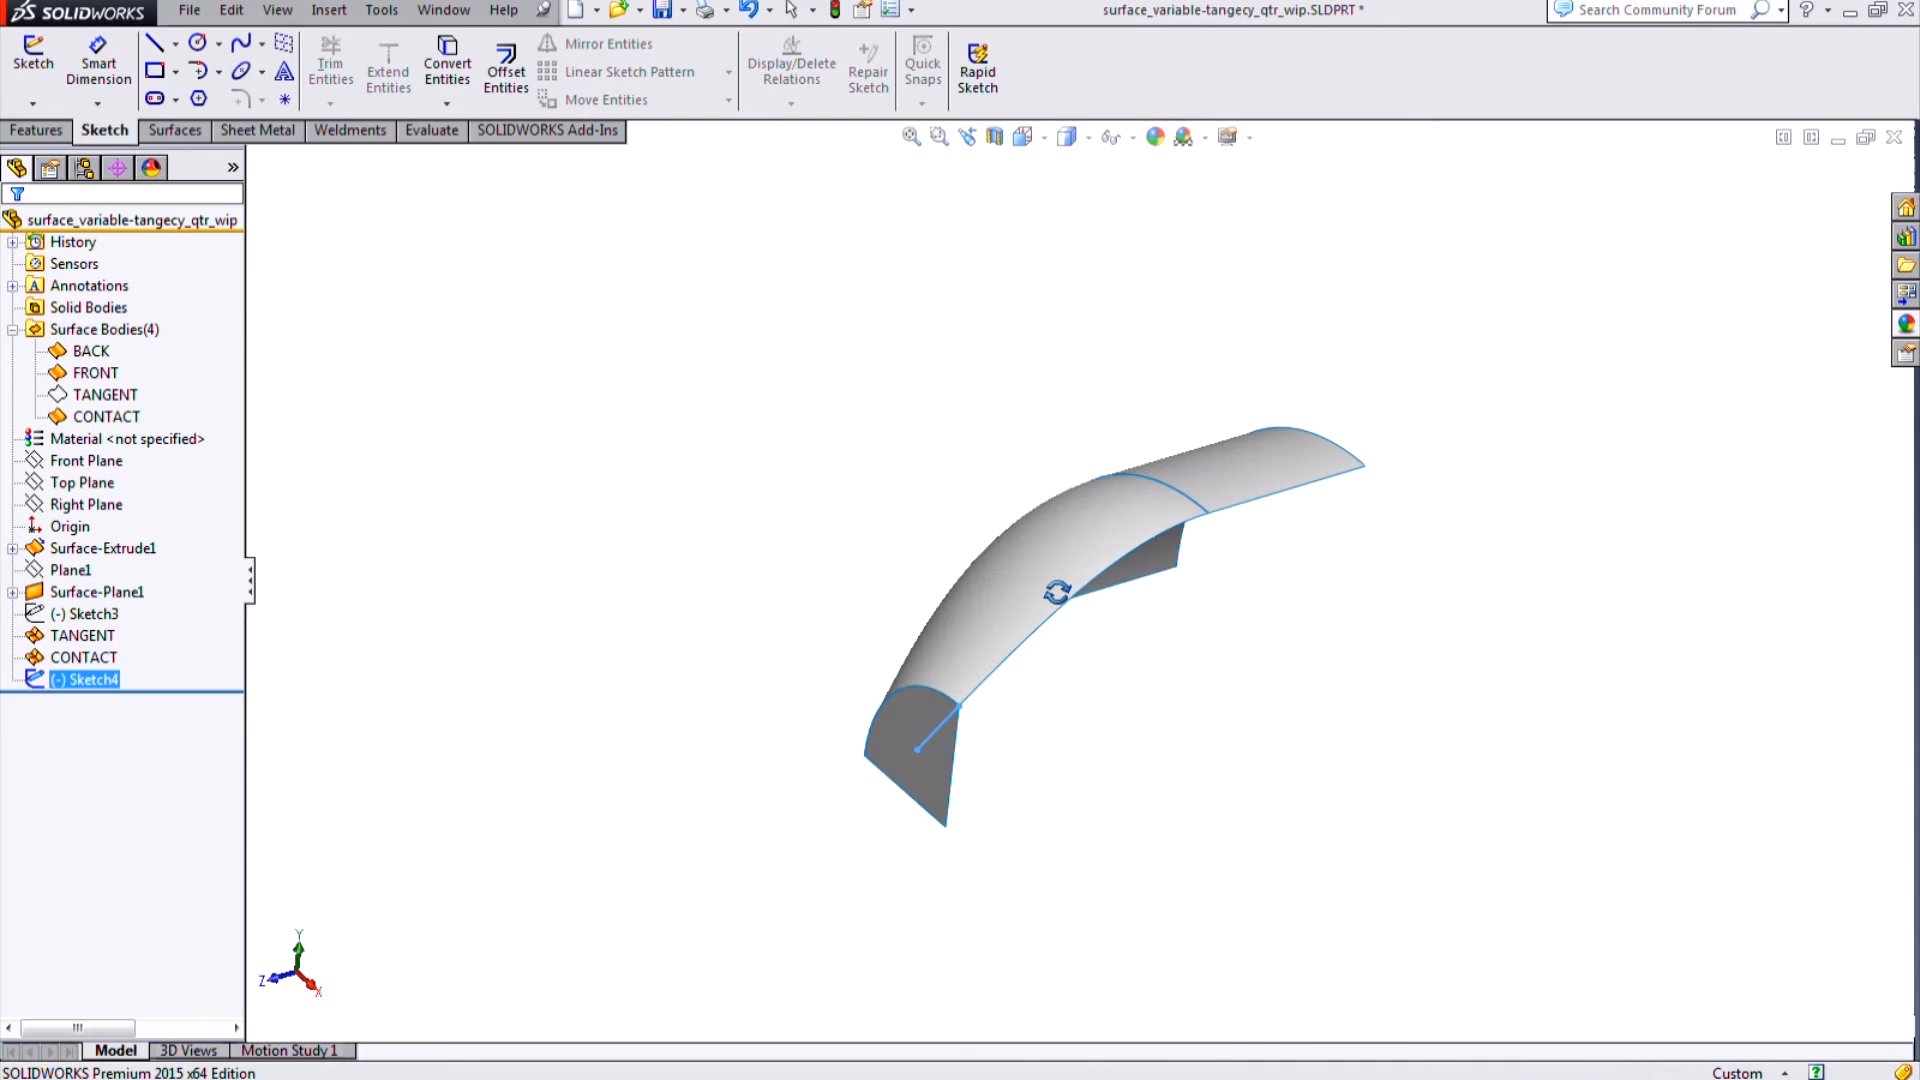 SOLIDWORKS File Edit View Insert Tools Window Help surface_variable-tangecy_qtr_wip.SLDPRT * Search Community Forum ?
Sketch Smart Dimension Trim Entities Extend Entities Convert Entities Offset Entities Mirror Entities Linear Sketch Pattern Move Entities Display/Delete Relations Repair Sketch Quick Snaps Rapid Sketch
Features Sketch Surfaces Sheet Metal Weldments Evaluate SOLIDWORKS Add-Ins
»
surface_variable-tangecy_qtr_wip
History
Sensors
Annotations
Solid Bodies
Surface Bodies(4)
BACK
FRONT
TANGENT
CONTACT
Material <not specified>
Front Plane
Top Plane
Right Plane
Origin
Surface-Extrude1
Plane1
Surface-Plane1
(-) Sketch3
TANGENT
CONTACT
(-) Sketch4
Y
Z
X
Model 3D Views Motion Study 1
SOLIDWORKS Premium 2015 x64 Edition Custom ?